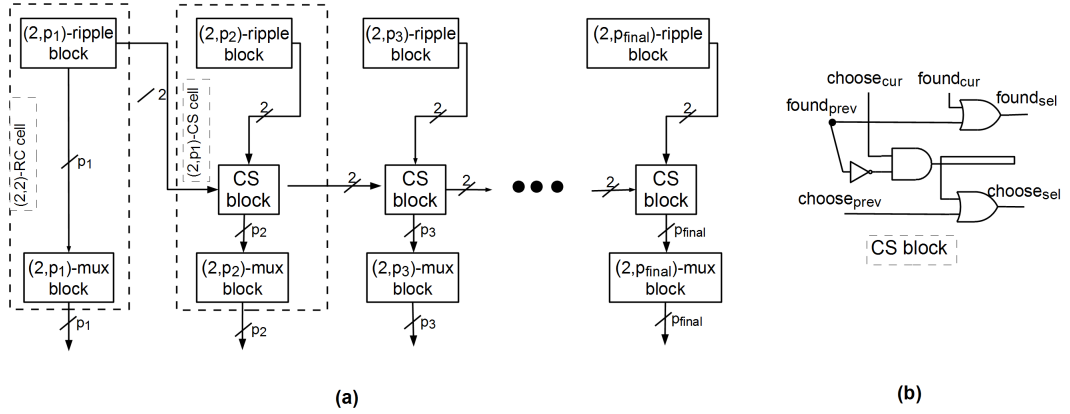 (2,p1)-ripple
block
(2,p2)-ripple
block
(2,p3)-ripple
block
(2,pfinal)-ripple
block
2
(2,2)-RC cell
(2,p1)-CS cell
2
2
2
p1
CS
block
2
CS
block
2
2
CS
block
p2
p3
pfinal
(2,p1)-mux
block
(2,p2)-mux
block
(2,p3)-mux
block
(2,pfinal)-mux
block
p1
p2
p3
pfinal
(a)
choosecur
foundcur
foundprev
foundsel
chooseprev
choosesel
CS block
(b)